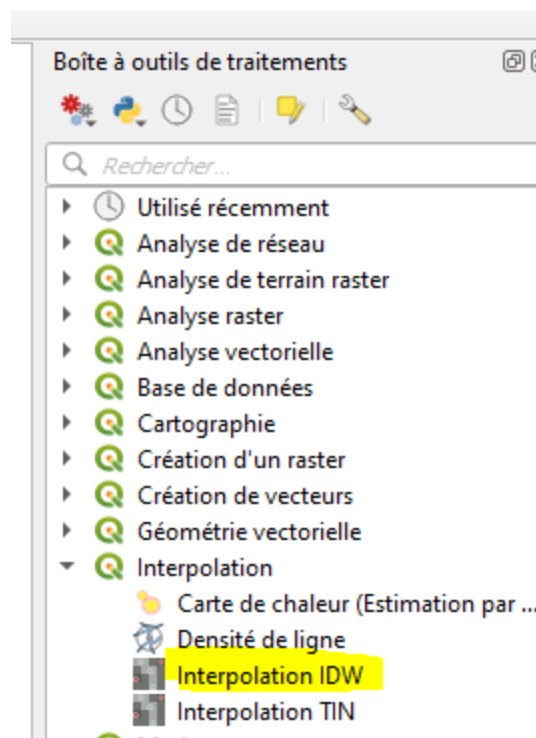 Boîte à outils de traitements
Rechercher...
Utilisé récemment
Analyse de réseau
Analyse de terrain raster
Analyse raster
Analyse vectorielle
Base de données
Cartographie
Création d'un raster
Création de vecteurs
Géométrie vectorielle
Interpolation
Carte de chaleur (Estimation par ...
Densité de ligne
Interpolation IDW
Interpolation TIN